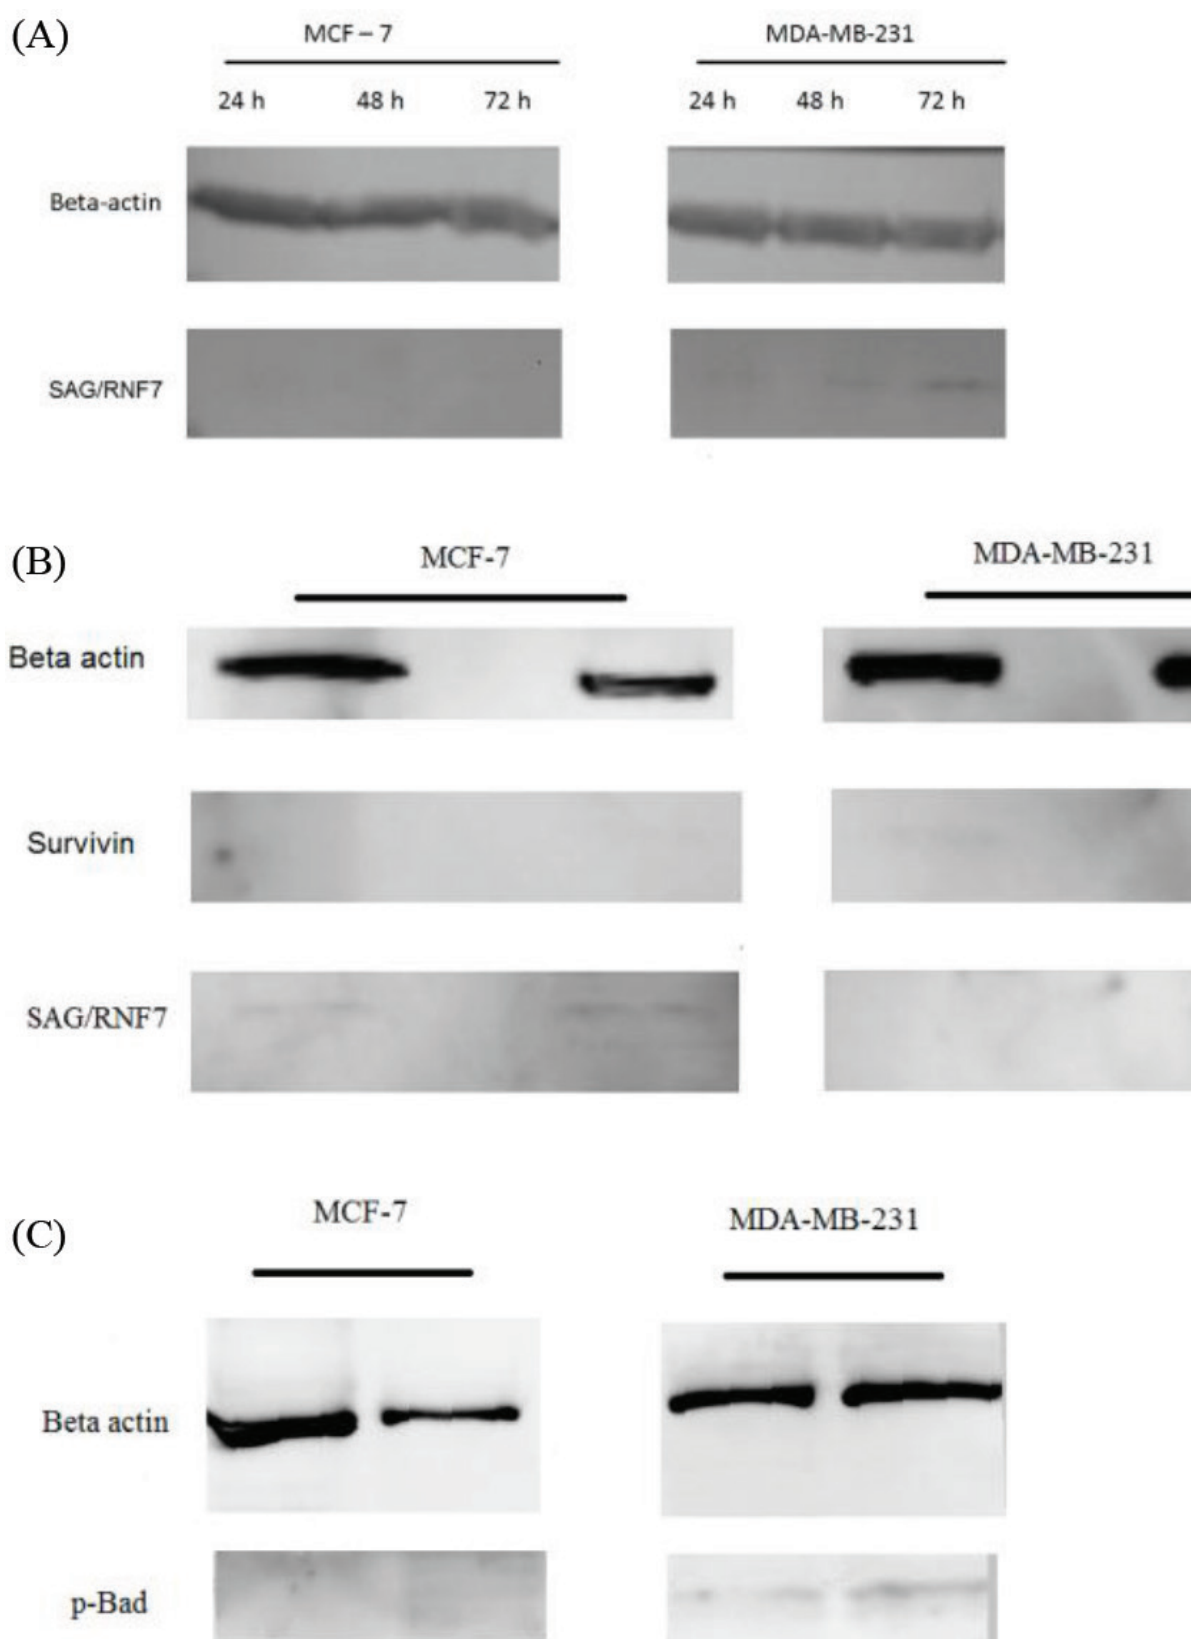 (A)
MCF – 7
MDA-MB-231
24 h 48 h 72 h
24 h 48 h 72 h
Beta-actin
SAG/RNF7
(B)
MCF-7
MDA-MB-231
Beta actin
Survivin
SAG/RNF7
(C)
MCF-7
MDA-MB-231
Beta actin
p-Bad